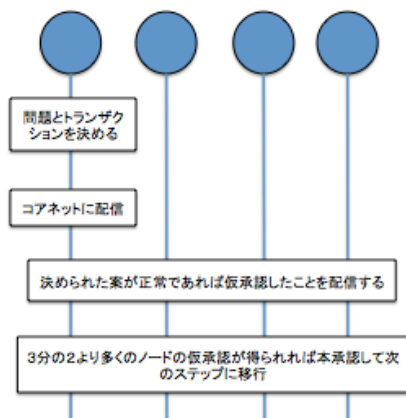 問題とトランザク
ションを決める
コアネットに配信
決められた案が正常であれば仮承認したことを配信する
3分の2より多くのノードの仮承認が得られれば本承認して次
のステップに移行